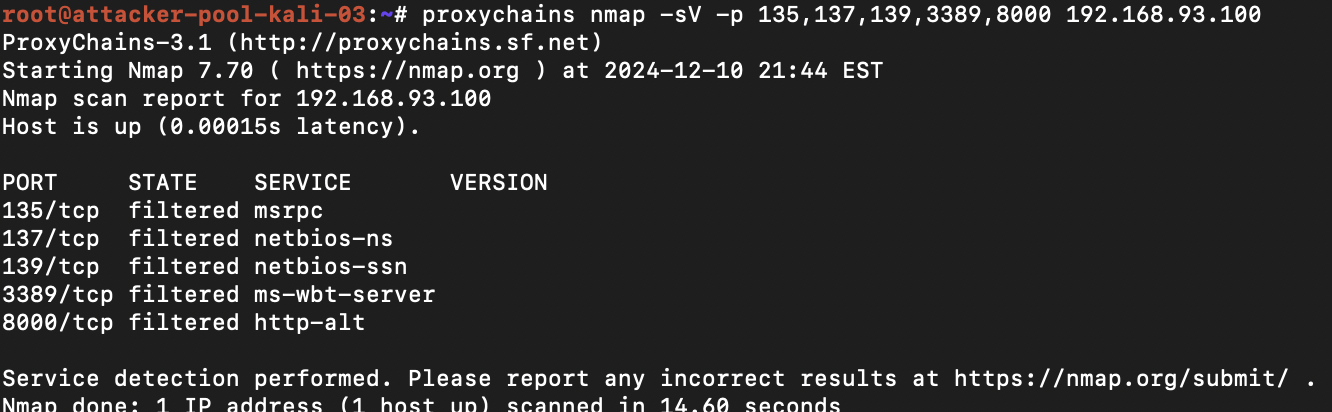 root@attacker-pool-kali-03:~# proxychains nmap -sV -p 135,137,139,3389,8000 192.168.93.100
ProxyChains-3.1 (http://proxychains.sf.net)
Starting Nmap 7.70 ( https://nmap.org ) at 2024-12-10 21:44 EST
Nmap scan report for 192.168.93.100
Host is up (0.00015s latency).

PORT     STATE    SERVICE       VERSION
135/tcp  filtered msrpc
137/tcp  filtered netbios-ns
139/tcp  filtered netbios-ssn
3389/tcp filtered ms-wbt-server
8000/tcp filtered http-alt

Service detection performed. Please report any incorrect results at https://nmap.org/submit/ .
Nmap done: 1 IP address (1 host up) scanned in 14.60 seconds